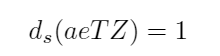 d_s(aeTZ) = 1